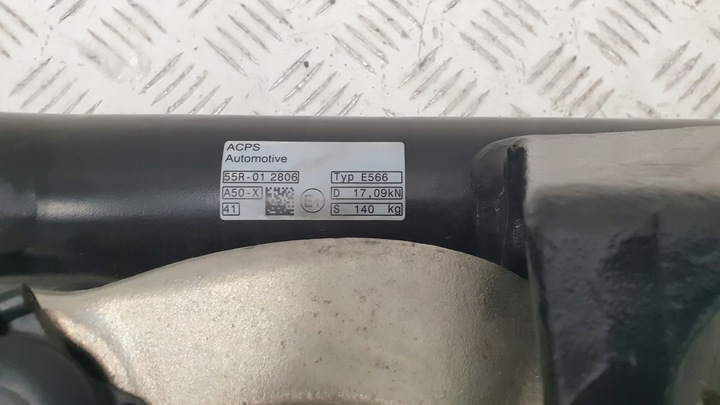 ACPS
Automotive
55R-01 2806 Typ E566
A50-X E1 D 17,09kN
41 S 140 kg